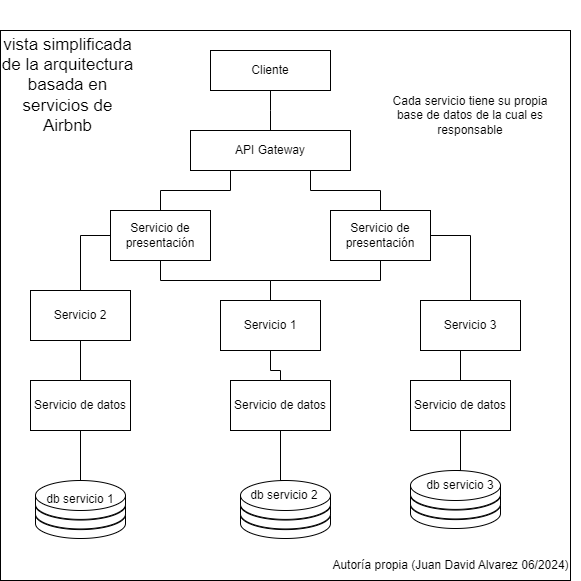 vista simplificada
de la arquitectura
basada en
servicios de
Airbnb
Cliente
Cada servicio tiene su propia
base de datos de la cual es
responsable
API Gateway
Servicio de
presentación
Servicio de
presentación
Servicio 2
Servicio 1
Servicio 3
Servicio de datos
Servicio de datos
Servicio de datos
db servicio 1
db servicio 2
db servicio 3
Autoría propia (Juan David Alvarez 06/2024)